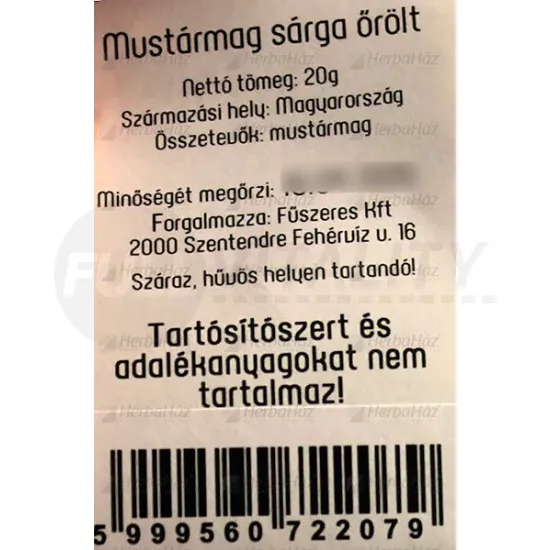 Mustármag sárga őrölt
Nettó tömeg: 20g
Származási hely: Magyarország
Összetevők: mustármag
Minőségét megőrzi:
Forgalmazza: Fűszeres Kft
2000 Szentendre Fehérvíz u. 16
Száraz, hűvös helyen tartandó!
Tartósítószert és
adalékanyagokat nem
tartalmaz!
5 999560 722079
HerbaHáz